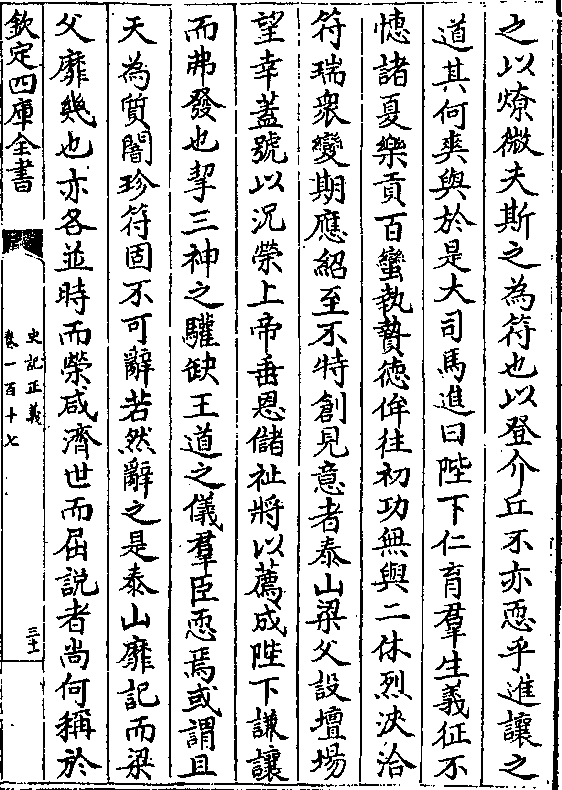 之以燎微夫斯之為符也以登介丘不亦恧乎進讓之
道其何爽與於是大司馬進曰陛下仁育羣生義征不
憓諸夏樂貢百蠻執贄德侔往初功無與二休烈浹洽
符瑞衆變期應紹至不特創見意者泰山梁父設壇塲
望幸蓋號以況榮上帝垂恩儲祉將以薦成陛下謙讓
而弗發也挈三神之驩缺王道之儀羣臣恧焉或謂且
天為質闇珍符固不可辭若然辭之是泰山靡記而梁
父靡幾也亦各並時而榮咸濟世而屈說者尚何稱於
欽定四庫全書
史記正義
卷一百十七